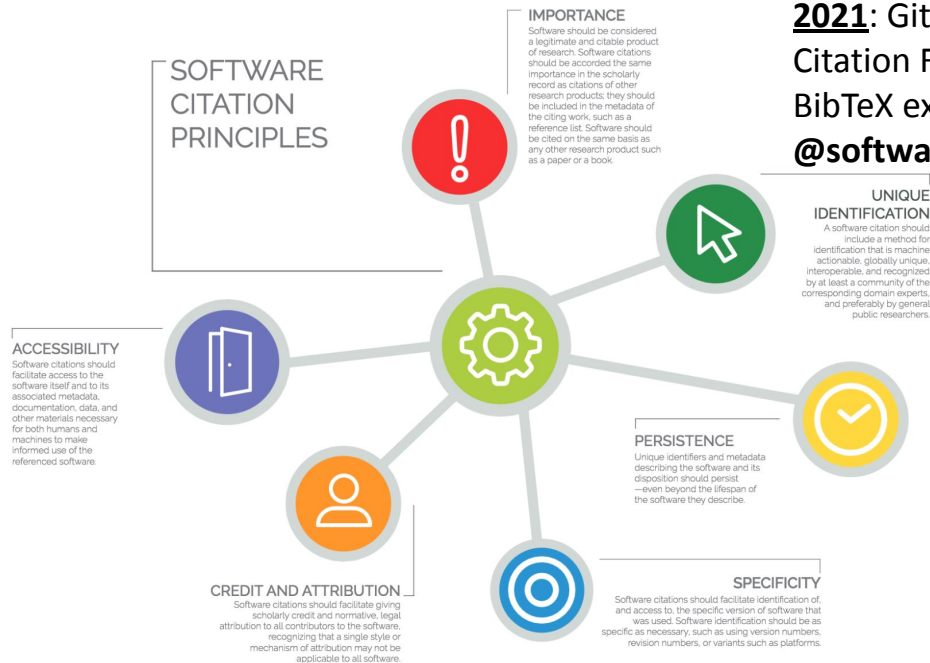 SOFTWARE
CITATION
PRINCIPLES
IMPORTANCE
Software should be considered
a legitimate and citable product
of research. Software citations
should be accorded the same
importance in the scholarly
record as citations of other
research products; they should
be included in the metadata of
the citing work, such as a
reference list. Software should
be cited on the same basis as
any other research product such
as a paper or a book.
2021: Git
Citation F
BibTeX ex
@softwa
UNIQUE
IDENTIFICATION
A software citation should
include a method for
identification that is machine
actionable, globally unique,
interoperable, and recognized
by at least a community of the
corresponding domain experts,
and preferably by general
public researchers.
ACCESSIBILITY
Software citations should
facilitate access to the
software itself and to its
associated metadata,
documentation, data, and
other materials necessary
for both humans and
machines to make
informed use of the
referenced software.
PERSISTENCE
Unique identifiers and metadata
describing the software and its
disposition should persist
—even beyond the lifespan of
the software they describe.
CREDIT AND ATTRIBUTION
Software citations should facilitate giving
scholarly credit and normative, legal
attribution to all contributors to the software,
recognizing that a single style or
mechanism of attribution may not be
applicable to all software.
SPECIFICITY
Software citations should facilitate identification of,
and access to, the specific version of software that
was used. Software identification should be as
specific as necessary, such as using version numbers,
revision numbers, or variants such as platforms.